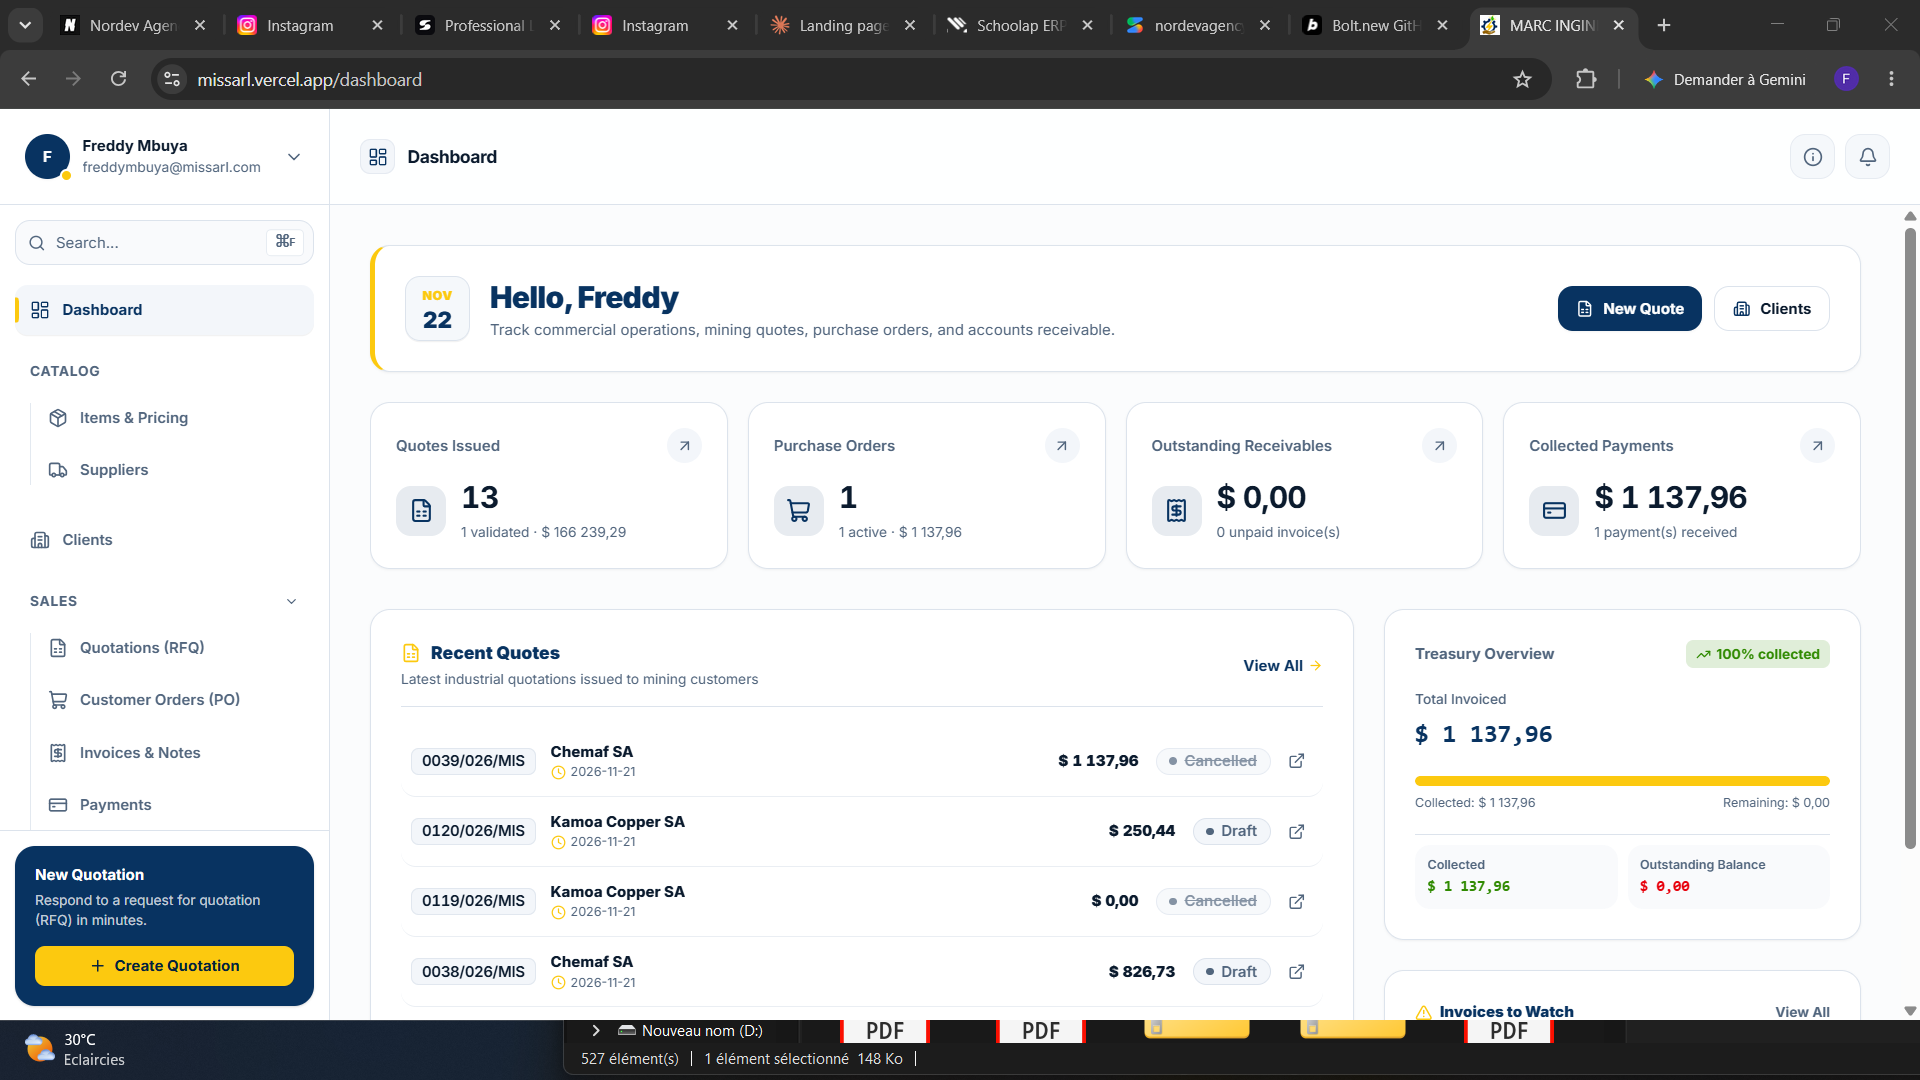 Nordev Agen
Instagram
Professional
Instagram
Landing page
Schoolap ERP
nordevagenc
Bolt.new GitH
MARC INGIN
missarl.vercel.app/dashboard
Demander à Gemini
F
F
Freddy Mbuya
freddymbuya@missarl.com
Search...
⌘F
Dashboard
CATALOG
Items & Pricing
Suppliers
Clients
SALES
Quotations (RFQ)
Customer Orders (PO)
Invoices & Notes
Payments
New Quotation
Respond to a request for quotation
(RFQ) in minutes.
+ Create Quotation
Dashboard
NOV
22
Hello, Freddy
Track commercial operations, mining quotes, purchase orders, and accounts receivable.
New Quote
Clients
Quotes Issued
13
1 validated · $ 166 239,29
Purchase Orders
1
1 active · $ 1 137,96
Outstanding Receivables
$ 0,00
0 unpaid invoice(s)
Collected Payments
$ 1 137,96
1 payment(s) received
Recent Quotes
Latest industrial quotations issued to mining customers
View All
0039/026/MIS
Chemaf SA
2026-11-21
$ 1 137,96
Cancelled
0120/026/MIS
Kamoa Copper SA
2026-11-21
$ 250,44
Draft
0119/026/MIS
Kamoa Copper SA
2026-11-21
$ 0,00
Cancelled
0038/026/MIS
Chemaf SA
2026-11-21
$ 826,73
Draft
Treasury Overview
100% collected
Total Invoiced
$ 1 137,96
Collected: $ 1 137,96
Remaining: $ 0,00
Collected
$ 1 137,96
Outstanding Balance
$ 0,00
Invoices to Watch
View All
30°C
Eclaircies
Nouveau nom (D:)
PDF
PDF
PDF
527 élément(s)
1 élément sélectionné 148 Ko